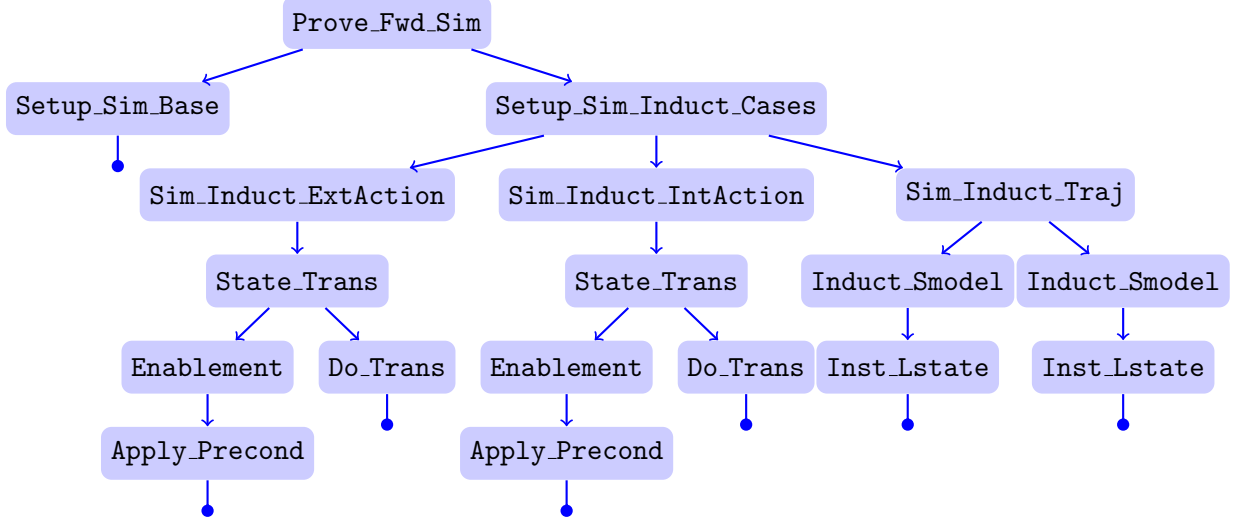 Prove_Fwd_Sim
Setup_Sim_Base
Setup_Sim_Induct_Cases
Sim_Induct_ExtAction
Sim_Induct_IntAction
Sim_Induct_Traj
State_Trans
State_Trans
Induct_Smodel
Induct_Smodel
Enablement
Do_Trans
Enablement
Do_Trans
Inst_Lstate
Inst_Lstate
Apply_Precond
Apply_Precond